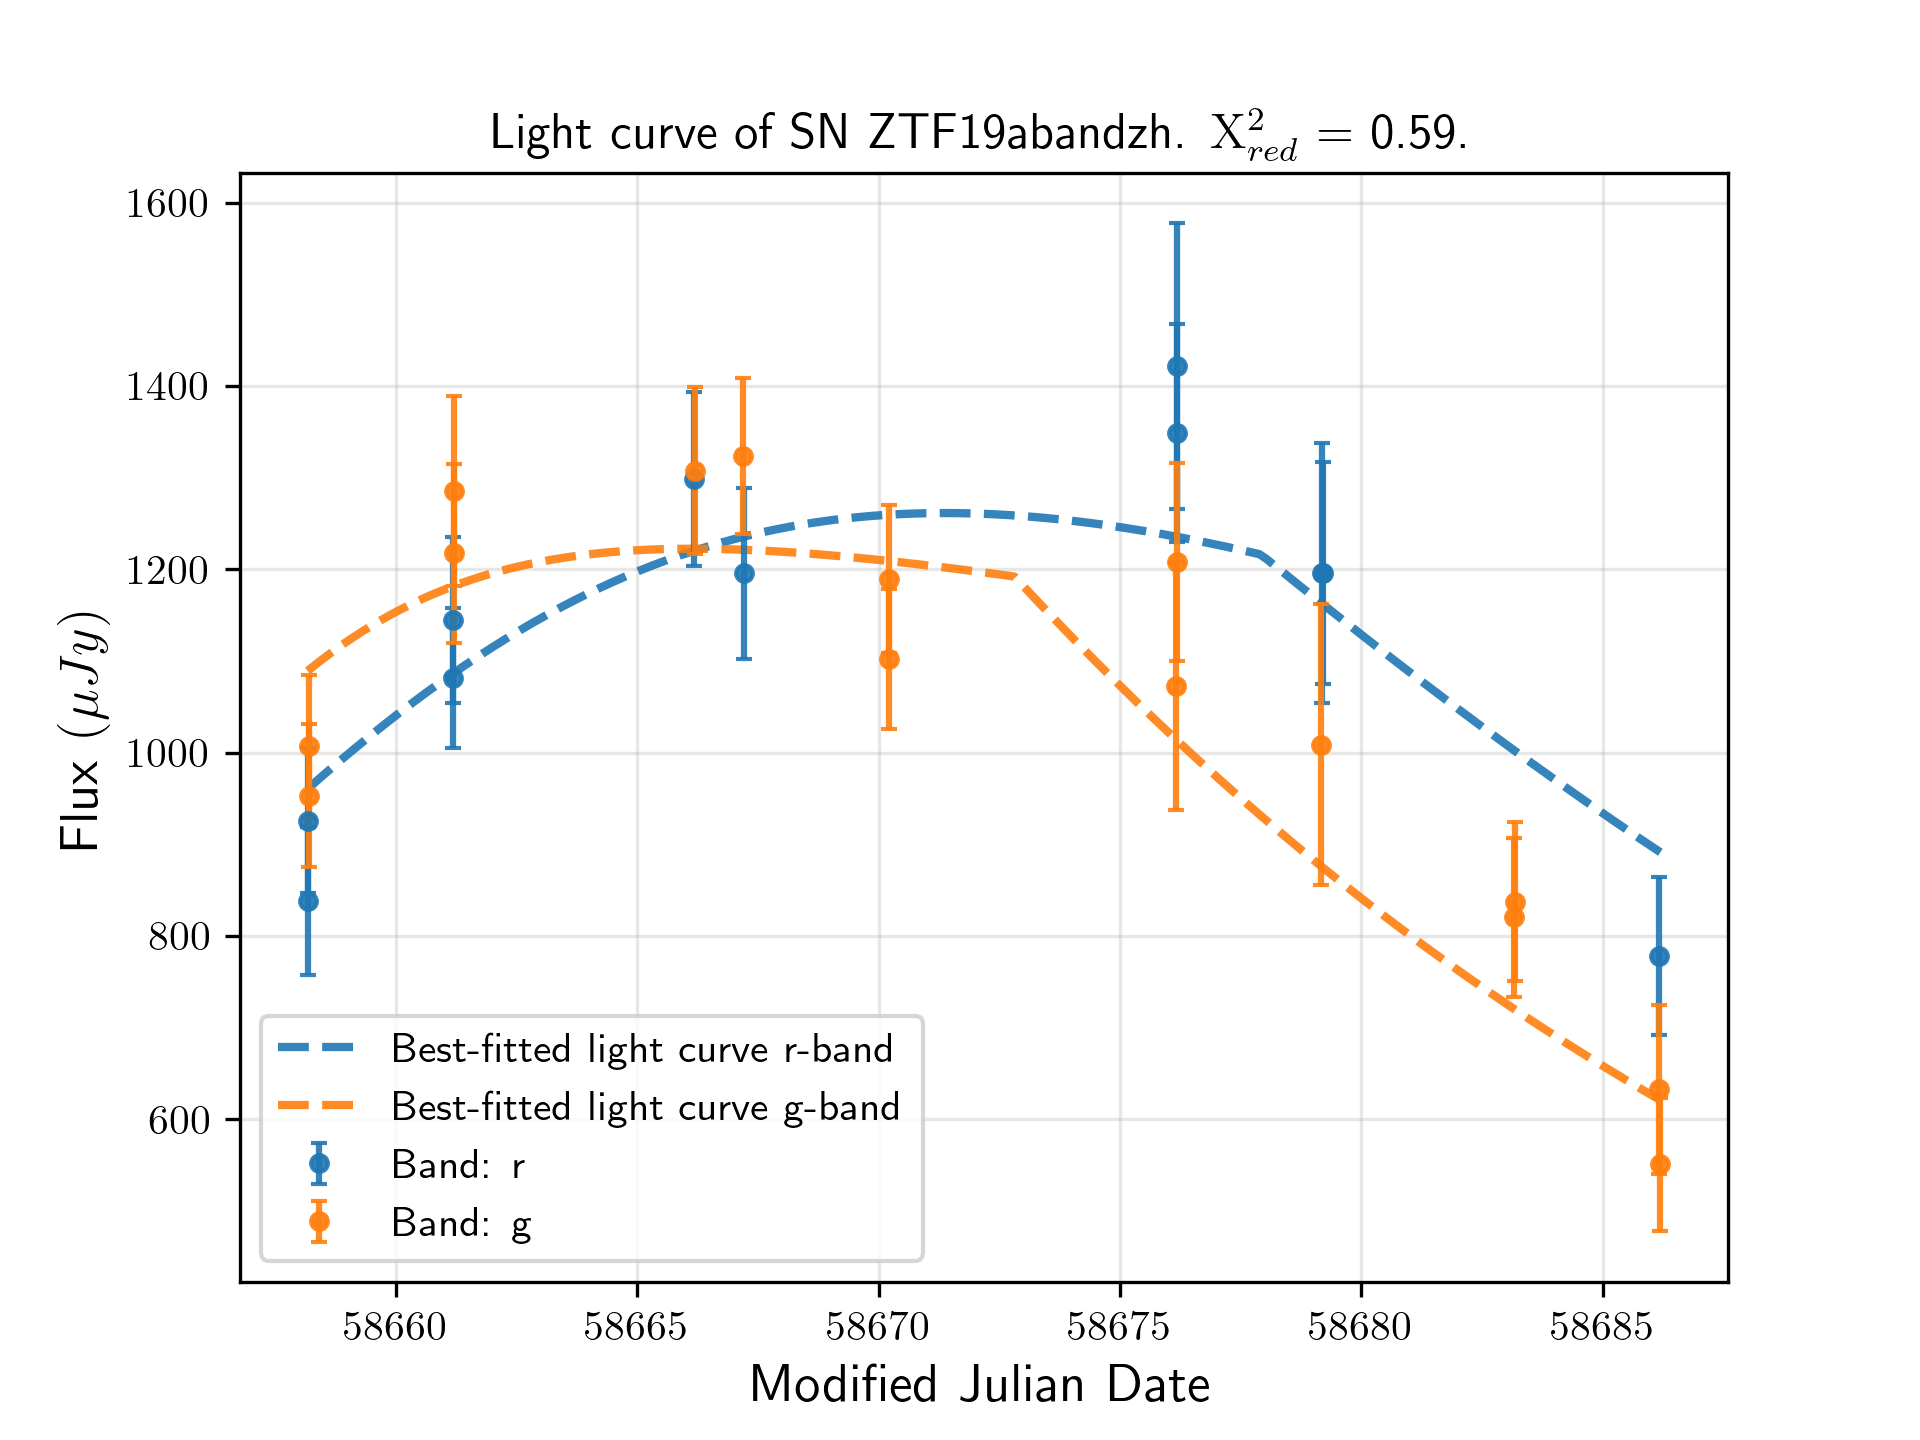 Light curve of SN ZTF19abandzh. X²red = 0.59.
1600
1400
1200
1000
800
600
Flux (μJy)
Best-fitted light curve r-band
Best-fitted light curve g-band
Band: r
Band: g
58660 58665 58670 58675 58680 58685
Modified Julian Date